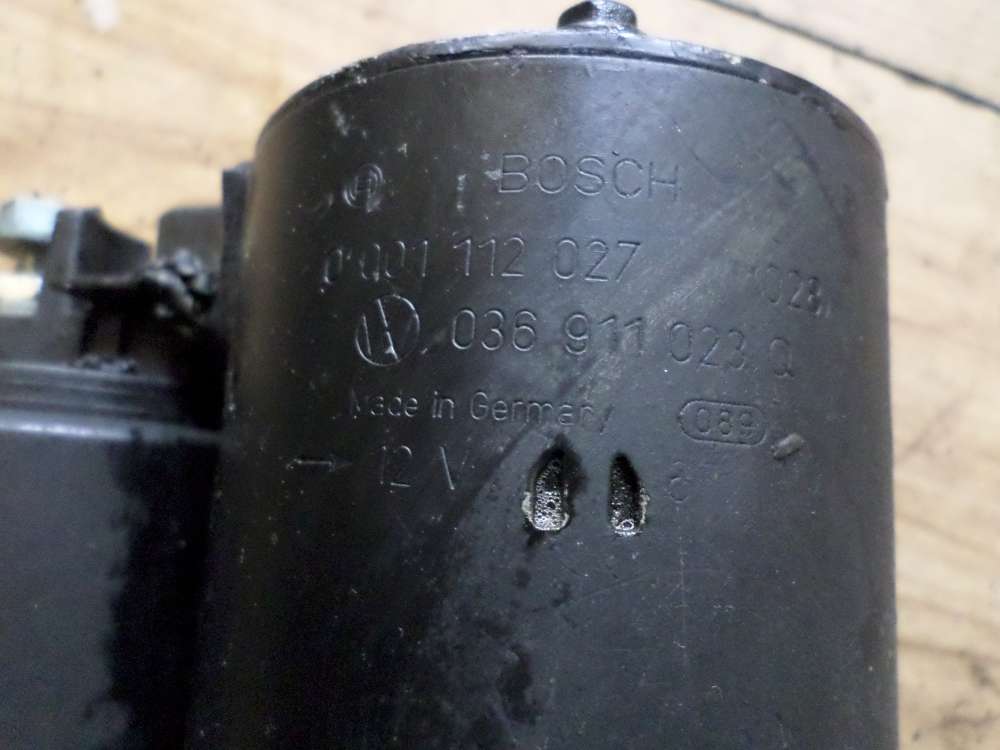 BOSCH
0 001 112 027
036 911 023 Q
Made in Germany
089
12 V